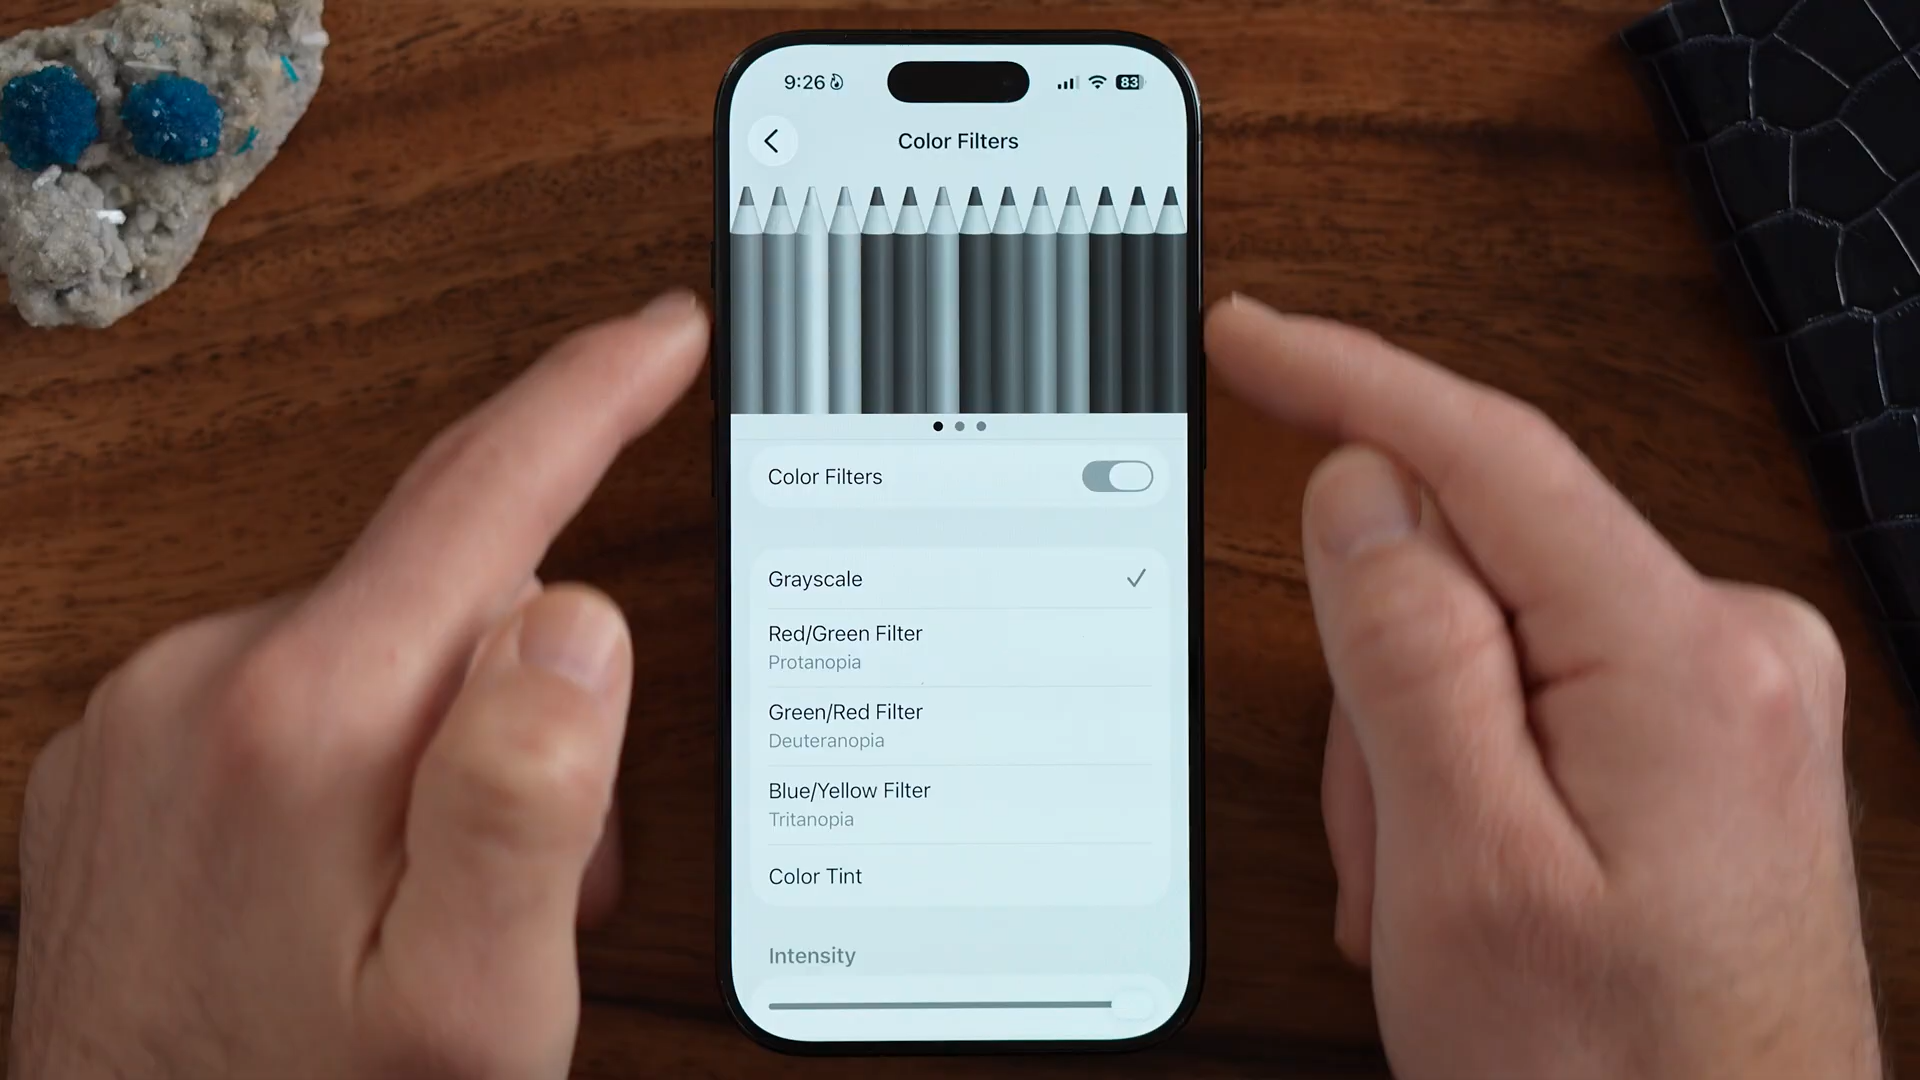 9:26
83
Color Filters
Color Filters
Grayscale
Red/Green Filter
Protanopia
Green/Red Filter
Deuteranopia
Blue/Yellow Filter
Tritanopia
Color Tint
Intensity